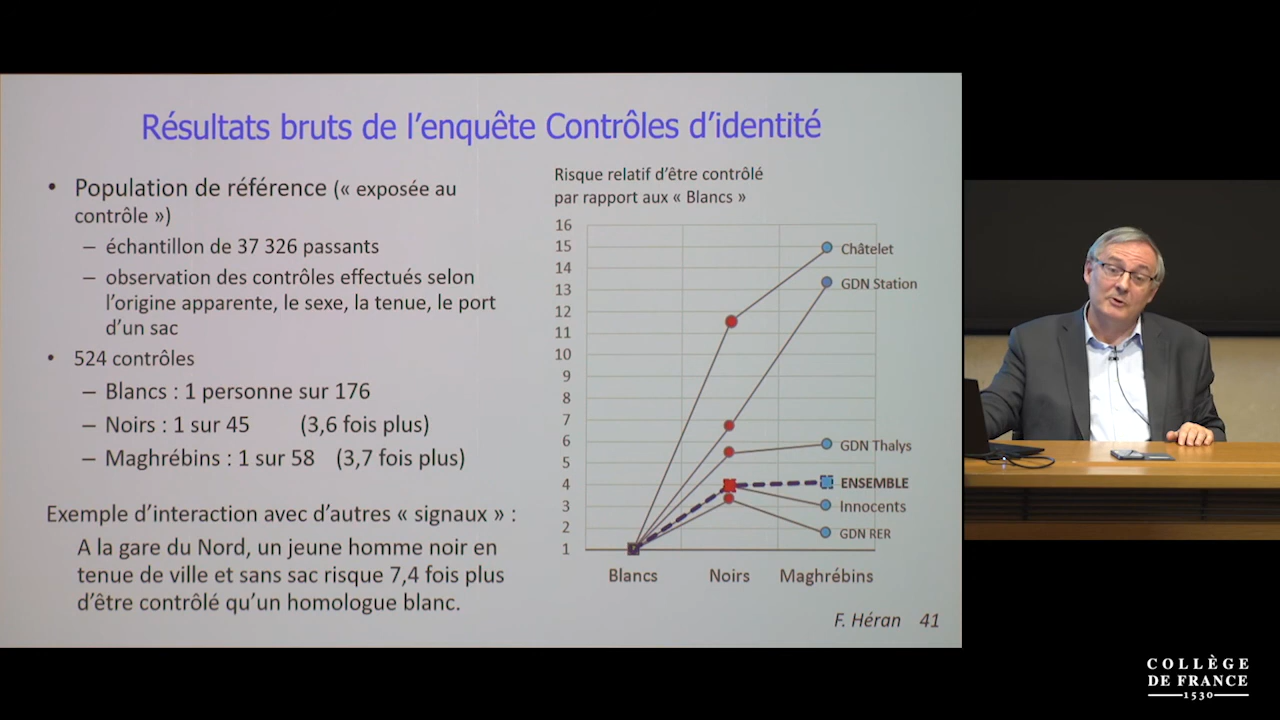 Résultats bruts de l'enquête Contrôles d'identité
• Population de référence (« exposée au
contrôle »)
– échantillon de 37 326 passants
– observation des contrôles effectués selon
l'origine apparente, le sexe, la tenue, le port
d'un sac
• 524 contrôles
– Blancs : 1 personne sur 176
– Noirs : 1 sur 45 (3,6 fois plus)
– Maghrébins : 1 sur 58 (3,7 fois plus)
Exemple d'interaction avec d'autres « signaux » :
A la gare du Nord, un jeune homme noir en
tenue de ville et sans sac risque 7,4 fois plus
d'être contrôlé qu'un homologue blanc.
Risque relatif d'être contrôlé
par rapport aux « Blancs »
16
15
14
13
12
11
10
9
8
7
6
5
4
3
2
1
Châtelet
GDN Station
GDN Thalys
ENSEMBLE
Innocents
GDN RER
Blancs Noirs Maghrébins
F. Héran 41
COLLÈGE
DE FRANCE
1530